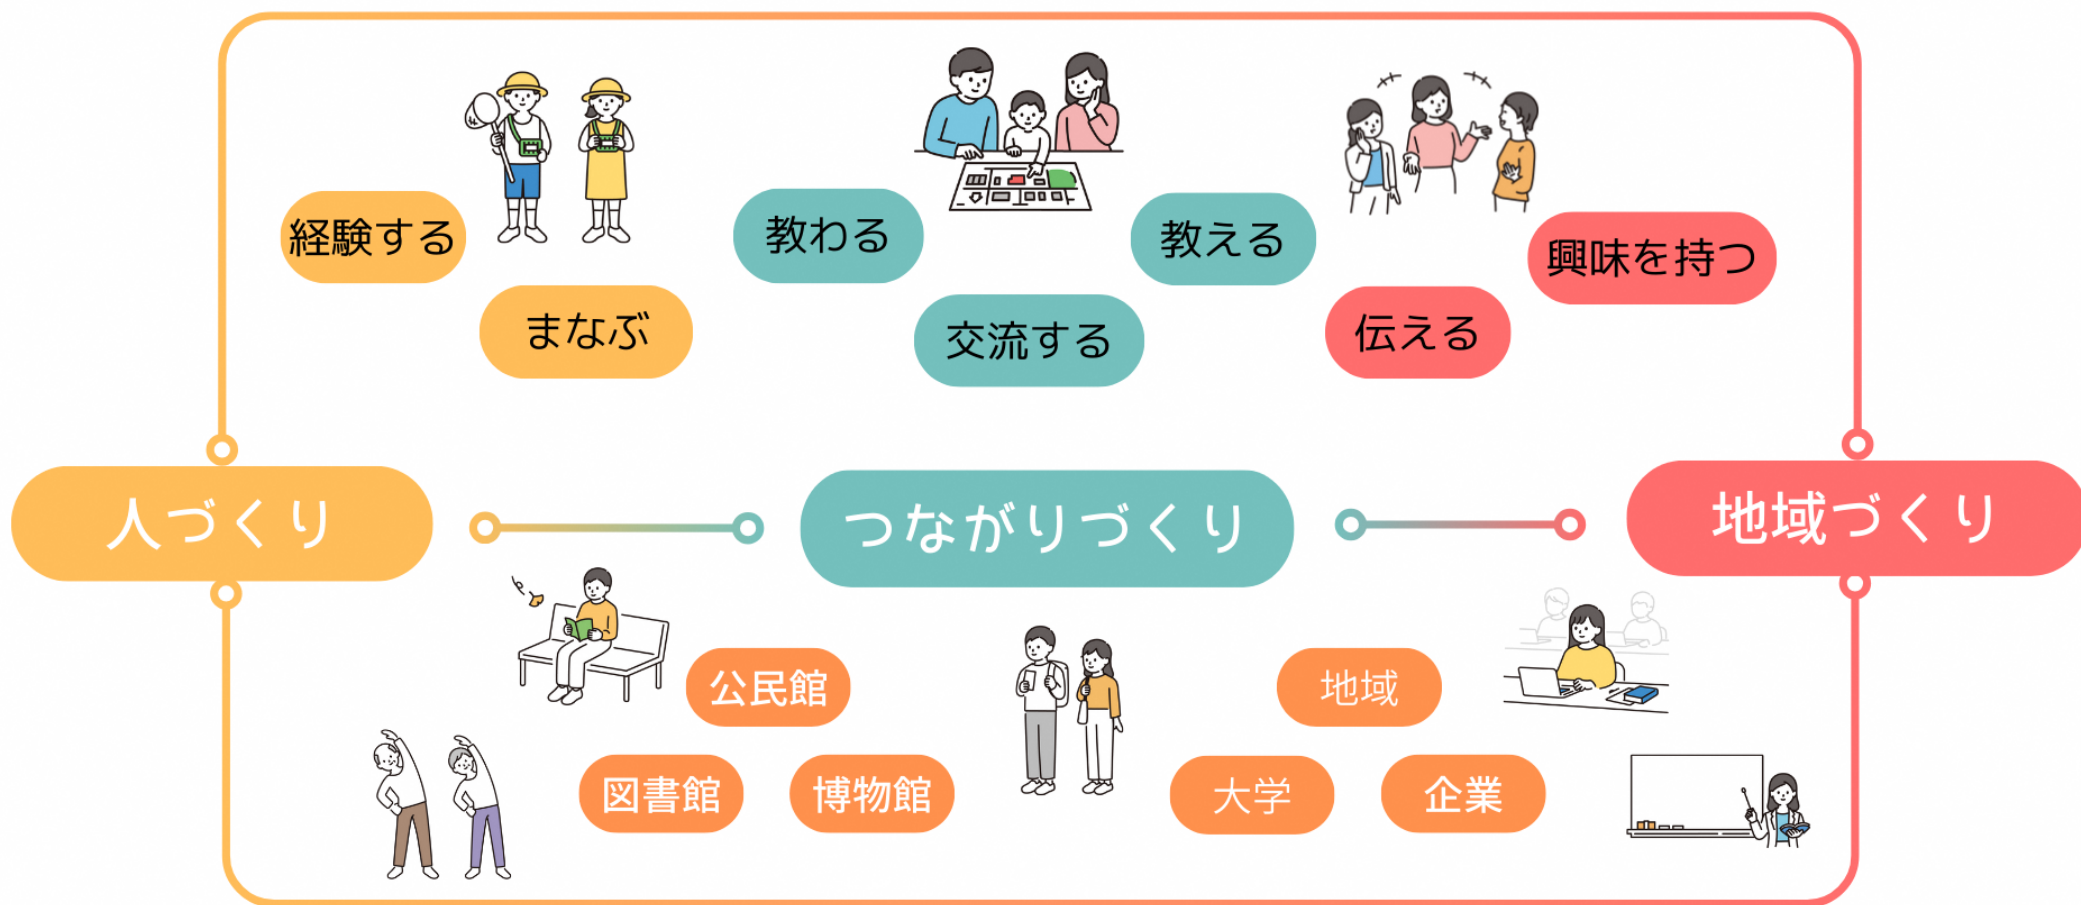 経験する
まなぶ
教わる
交流する
教える
伝える
興味を持つ
人づくり
つながりづくり
地域づくり
公民館
図書館
博物館
地域
大学
企業